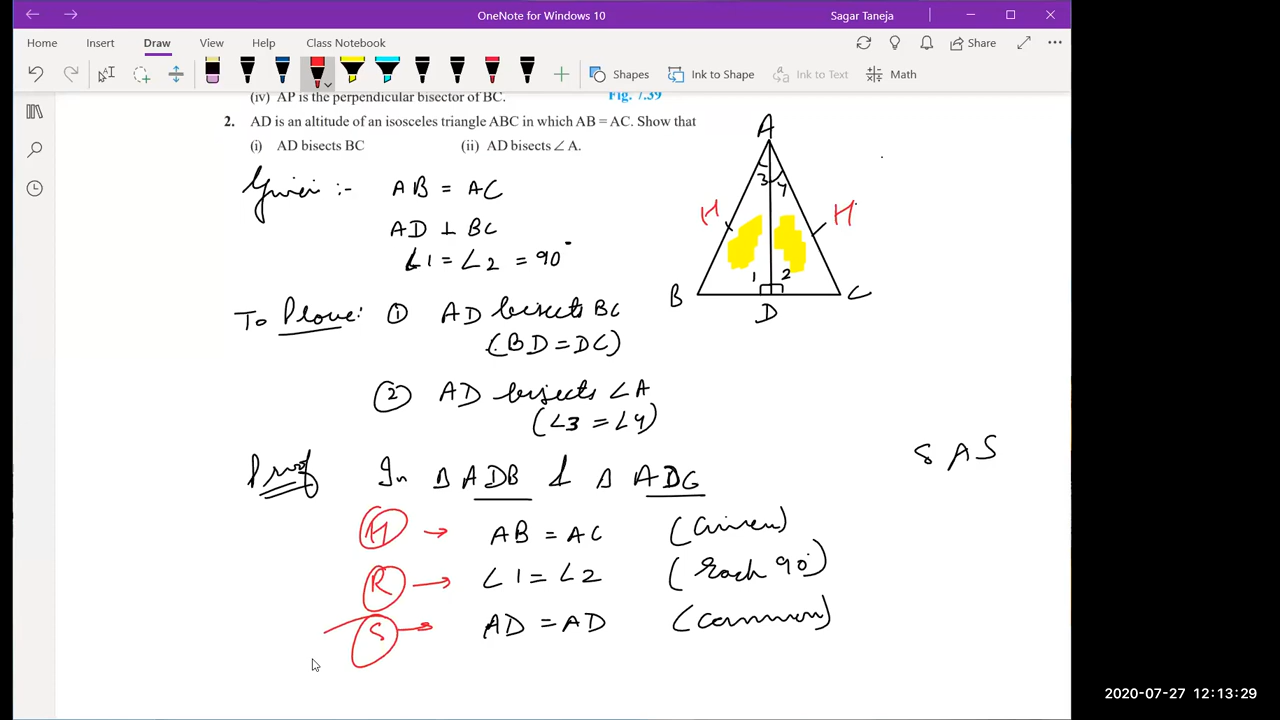 OneNote for Windows 10
Sagar Taneja
Home Insert Draw View Help Class Notebook
Share
Shapes Ink to Shape Ink to Text Math
(iv) AP is the perpendicular bisector of BC. Fig. 7.39
2. AD is an altitude of an isosceles triangle ABC in which AB = AC. Show that
(i) AD bisects BC (ii) AD bisects ∠ A.
A
3 4
H H
1 2
B C
D
Given :- AB = AC
AD ⊥ BC
∠1 = ∠2 = 90°
To Prove: ① AD bisects BC
(BD = DC)
② AD bisects ∠A
(∠3 = ∠4)
S A S
Proof In Δ ADB & Δ ADC
H → AB = AC (Given)
R → ∠1 = ∠2 (Each 90°)
S → AD = AD (common)
2020-07-27 12:13:29